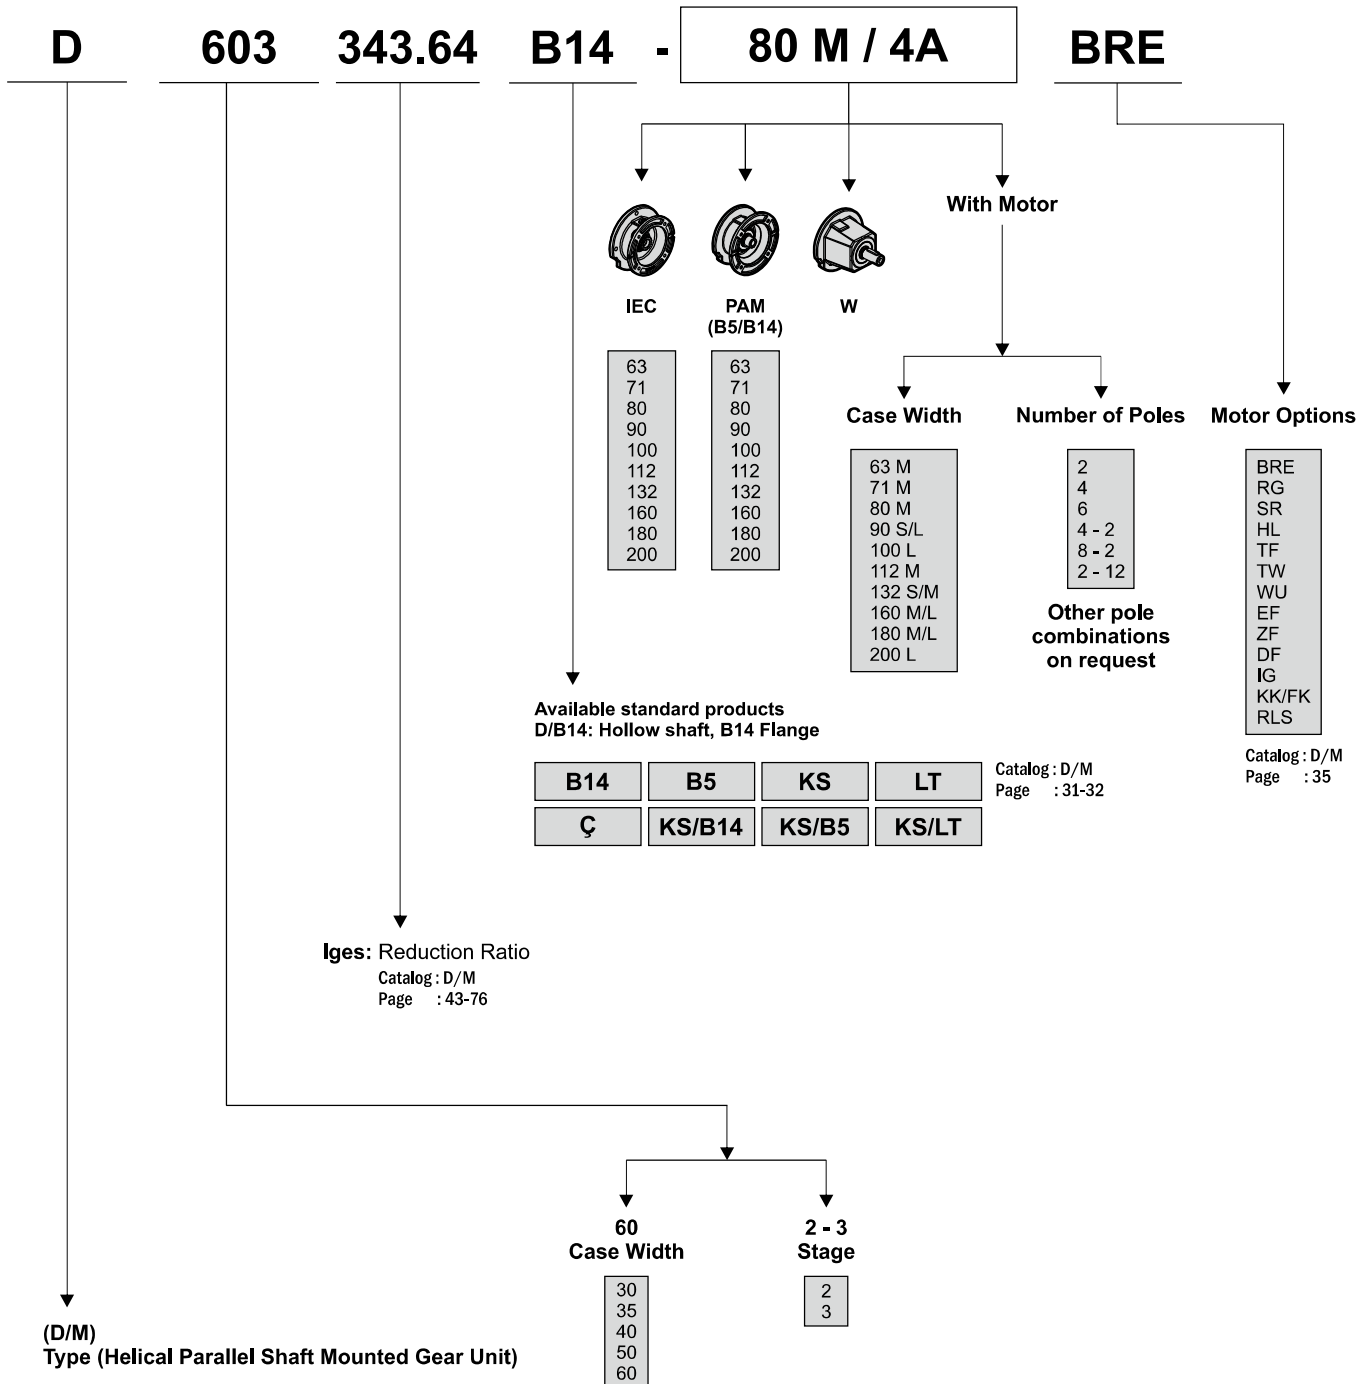 D 603 343.64 B14 - 80 M / 4A BRE
With Motor
IEC
PAM
(B5/B14)
W
63
71
80
90
100
112
132
160
180
200
63
71
80
90
100
112
132
160
180
200
Case Width
63 M
71 M
80 M
90 S/L
100 L
112 M
132 S/M
160 M/L
180 M/L
200 L
Number of Poles
2
4
6
4 - 2
8 - 2
2 - 12
Other pole
combinations
on request
Motor Options
BRE
RG
SR
HL
TF
TW
WU
EF
ZF
DF
IG
KK/FK
RLS
Catalog : D/M
Page : 35
Available standard products
D/B14: Hollow shaft, B14 Flange
B14 B5 KS LT
Ç KS/B14 KS/B5 KS/LT
Catalog : D/M
Page : 31-32
Iges: Reduction Ratio
Catalog : D/M
Page : 43-76
60
Case Width
30
35
40
50
60
2 - 3
Stage
2
3
(D/M)
Type (Helical Parallel Shaft Mounted Gear Unit)